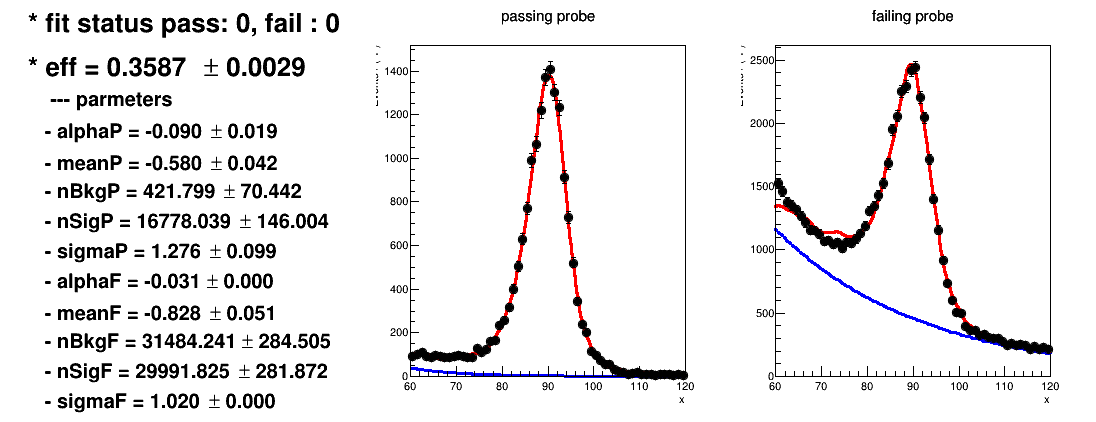 * fit status pass: 0, fail : 0
* eff = 0.3587 ± 0.0029
--- parmeters
- alphaP = -0.090 ± 0.019
- meanP = -0.580 ± 0.042
- nBkgP = 421.799 ± 70.442
- nSigP = 16778.039 ± 146.004
- sigmaP = 1.276 ± 0.099
- alphaF = -0.031 ± 0.000
- meanF = -0.828 ± 0.051
- nBkgF = 31484.241 ± 284.505
- nSigF = 29991.825 ± 281.872
- sigmaF = 1.020 ± 0.000
passing probe
1400
1200
1000
800
600
400
200
0
60 70 80 90 100 110 120
x
failing probe
2500
2000
1500
1000
500
0
60 70 80 90 100 110 120
x